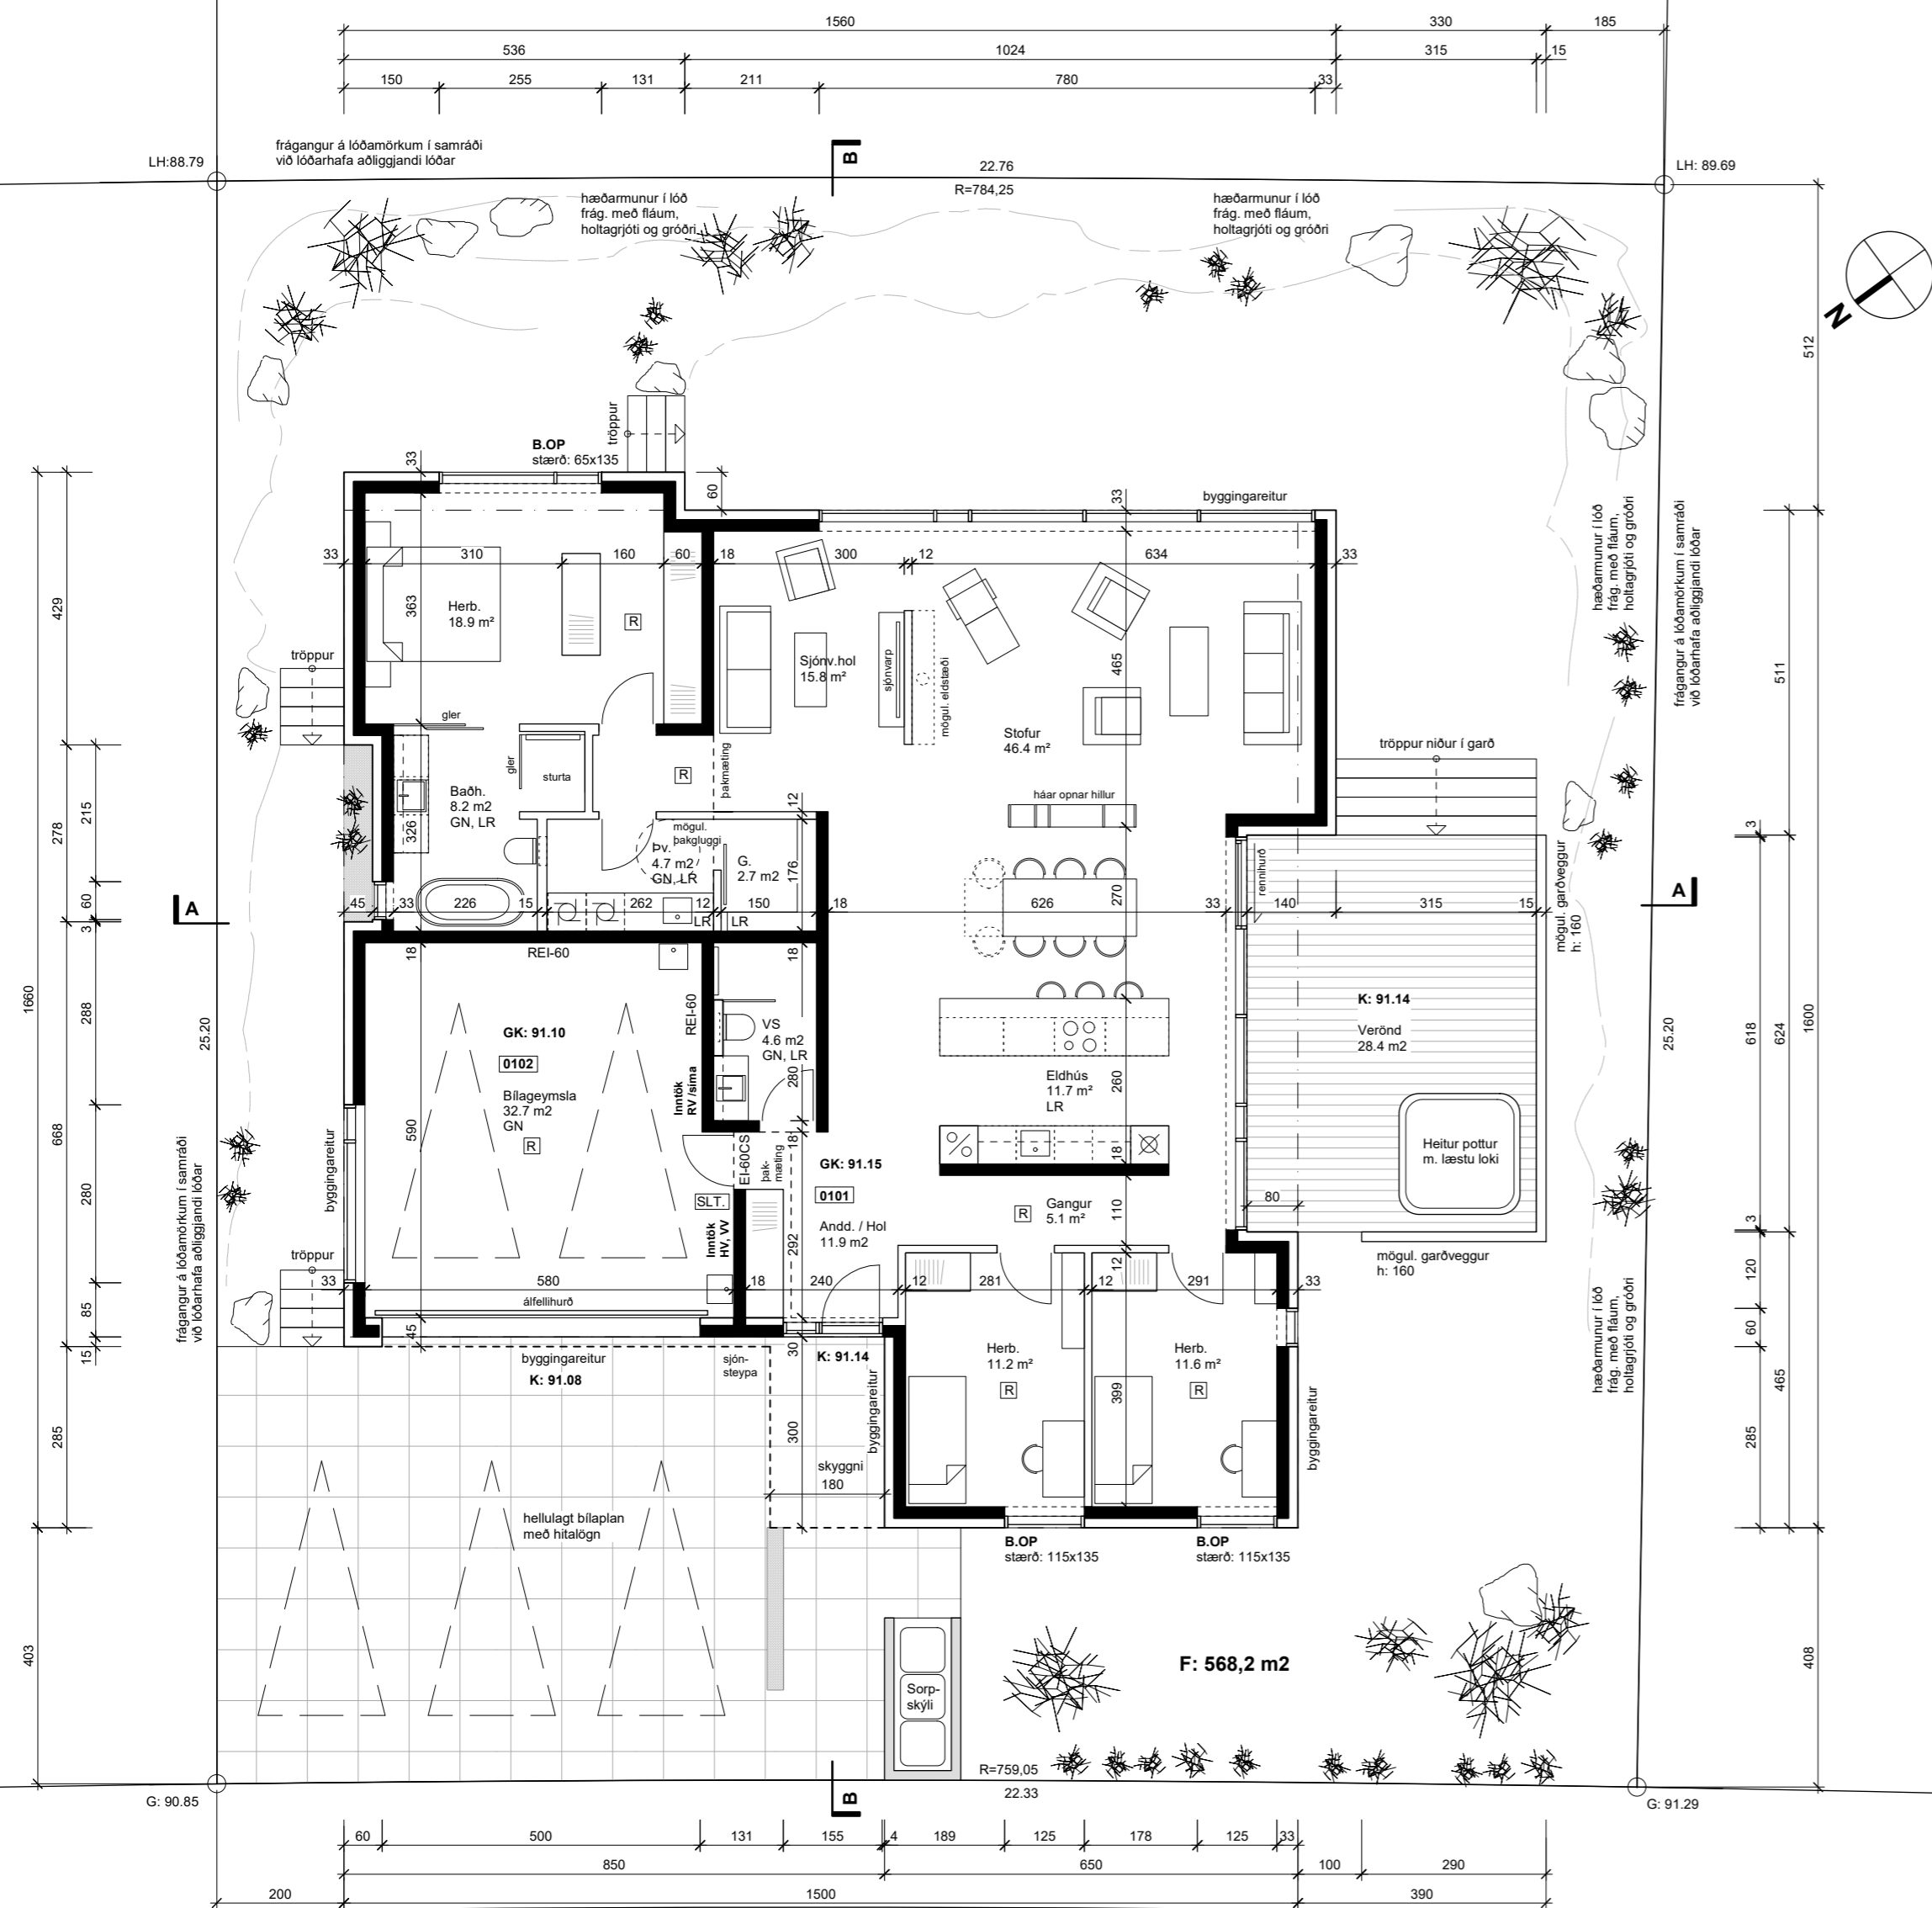 1560
330
185
536
1024
315
15
150
255
131
211
780
33
frágangur á lóðamörkum í samráði
við lóðarhafa aðliggjandi lóðar
LH:88.79
B
22.76
R=784,25
LH: 89.69
hæðarmunur í lóð
frág. með fláum,
holtagrjóti og gróðri
hæðarmunur í lóð
frág. með fláum,
holtagrjóti og gróðri
N
512
tröppur
B.OP
stærð: 65x135
33
60
33
byggingareitur
hæðarmunur í lóð
frág. með fláum,
holtagrjóti og gróðri
frágangur á lóðamörkum í samráði
við lóðarhafa aðliggjandi lóðar
33
310
160
60
18
300
12
634
33
429
363
Herb.
18.9 m²
R
Sjónv.hol
15.8 m²
sjónvarp
mögul. eldstæði
465
511
tröppur
gler
Stofur
46.4 m²
tröppur niður í garð
gler
sturta
R
þakmæting
Baðh.
8.2 m2
GN, LR
háar opnar hillur
12
215
278
326
mögul.
þakgluggi
Þv.
4.7 m2
GN, LR
G.
2.7 m2
176
3
rennihurð
mögul. garðveggur
h: 160
A
60
3
45
33
226
15
262
12
150
18
626
270
33
140
315
15
A
LR
LR
REI-60
18
18
1660
25.20
288
GK: 91.10
0102
Bílageymsla
32.7 m2
GN
R
REI-60
Inntök
RV /síma
VS
4.6 m2
GN, LR
280
K: 91.14
Verönd
28.4 m2
25.20
618
624
1600
Eldhús
11.7 m²
LR
260
590
668
280
byggingareitur
frágangur á lóðamörkum í samráði
við lóðarhafa aðliggjandi lóðar
EI-60CS
þak-
mæting
18
18
Heitur pottur
m. læstu loki
GK: 91.15
0101
Andd. / Hol
11.9 m2
SLT.
Inntök
HV, VV
292
R
Gangur
5.1 m²
110
80
3
mögul. garðveggur
h: 160
tröppur
33
580
18
240
12
281
12
12
291
33
120
álfellihurð
85
45
15
30
60
465
hæðarmunur í lóð
frág. með fláum,
holtagrjóti og gróðri
byggingareitur
K: 91.08
sjón-
steypa
K: 91.14
Herb.
11.2 m²
R
Herb.
11.6 m²
R
byggingareitur
399
byggingareitur
285
300
285
skyggni
180
hellulagt bílaplan
með hitalögn
B.OP
stærð: 115x135
B.OP
stærð: 115x135
403
408
F: 568,2 m2
Sorp-
skýli
R=759,05
22.33
G: 90.85
B
G: 91.29
60
500
131
155
4
189
125
178
125
33
850
650
100
290
200
1500
390